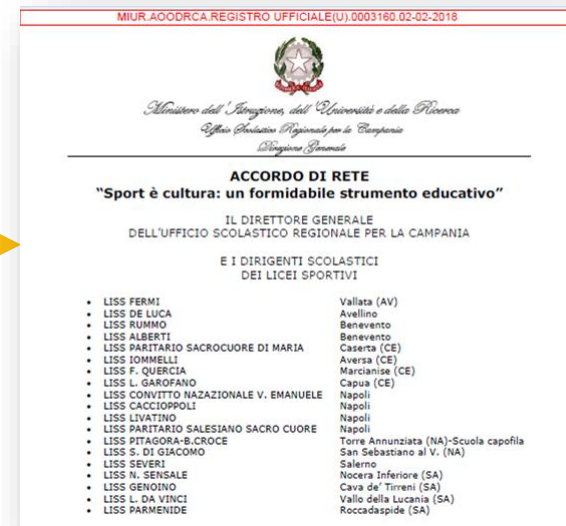 MIUR.AOODRCA.REGISTRO UFFICIALE(U).0003160.02-02-2018
Ministero dell'Istruzione, dell'Università e della Ricerca
Ufficio Scolastico Regionale per la Campania
Direzione Generale
ACCORDO DI RETE
"Sport è cultura: un formidabile strumento educativo"
IL DIRETTORE GENERALE
DELL'UFFICIO SCOLASTICO REGIONALE PER LA CAMPANIA
E I DIRIGENTI SCOLASTICI
DEI LICEI SPORTIVI
• LISS FERMI Vallata (AV)
• LISS DE LUCA Avellino
• LISS RUMMO Benevento
• LISS ALBERTI Benevento
• LISS PARITARIO SACROCUORE DI MARIA Caserta (CE)
• LISS IOMMELLI Aversa (CE)
• LISS F. QUERCIA Marcianise (CE)
• LISS L. GAROFANO Capua (CE)
• LISS CONVITTO NAZAZIONALE V. EMANUELE Napoli
• LISS CACCIOPPOLI Napoli
• LISS LIVATINO Napoli
• LISS PARITARIO SALESIANO SACRO CUORE Napoli
• LISS PITAGORA-B.CROCE Torre Annunziata (NA)-Scuola capofila
• LISS S. DI GIACOMO San Sebastiano al V. (NA)
• LISS SEVERI Salerno
• LISS N. SENSALE Nocera Inferiore (SA)
• LISS GENOINO Cava de' Tirreni (SA)
• LISS L. DA VINCI Vallo della Lucania (SA)
• LISS PARMENIDE Roccadaspide (SA)